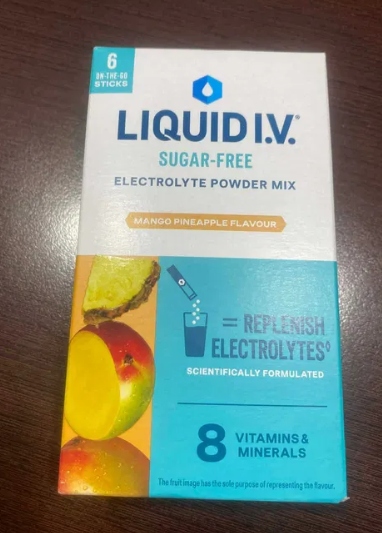 6
ON-THE-GO
STICKS
LIQUID I.V.®
SUGAR-FREE
ELECTROLYTE POWDER MIX
MANGO PINEAPPLE FLAVOUR
= REPLENISH
ELECTROLYTES◊
SCIENTIFICALLY FORMULATED
8 VITAMINS &
MINERALS
The fruit image has the sole purpose of representing the flavour.